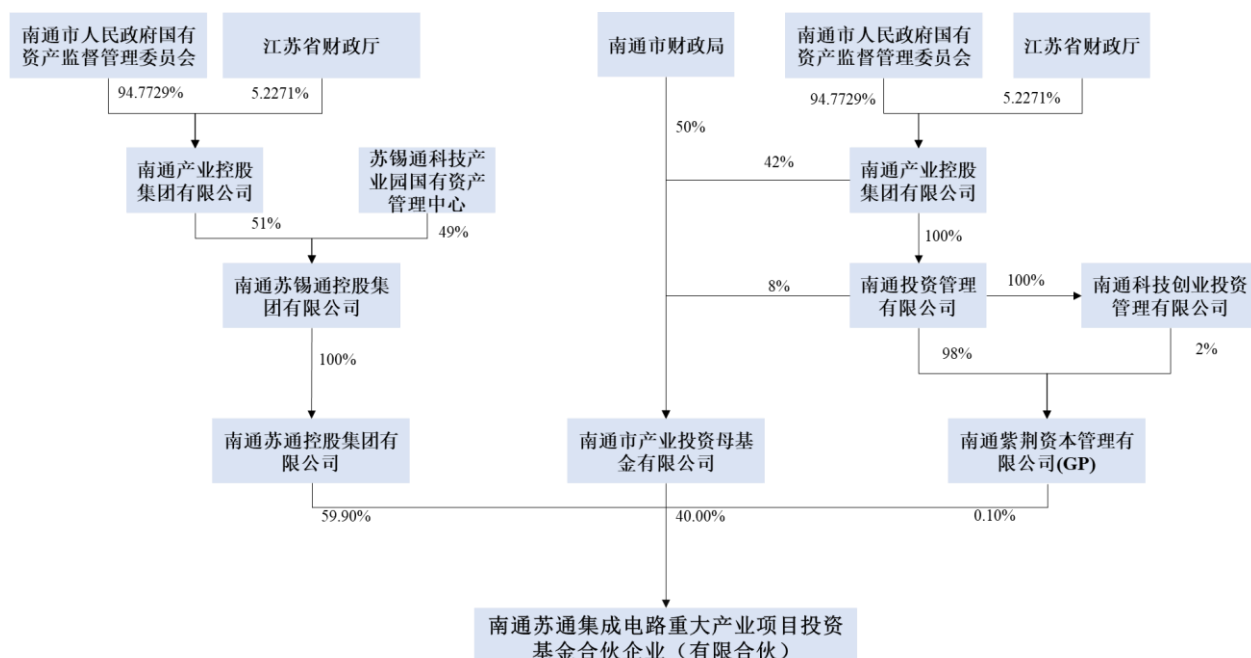 南通市人民政府国有
资产监督管理委员会
江苏省财政厅
南通市财政局
南通市人民政府国有
资产监督管理委员会
江苏省财政厅
94.7729%
5.2271%
94.7729%
5.2271%
50%
南通产业控股
集团有限公司
苏锡通科技产
业园国有资产
管理中心
42%
南通产业控股
集团有限公司
51%
49%
100%
南通苏锡通控股集
团有限公司
8%
南通投资管理
有限公司
100%
南通科技创业投资
管理有限公司
100%
98%
2%
南通苏通控股集团有
限公司
南通市产业投资母基
金有限公司
南通紫荆资本管理有
限公司(GP)
59.90%
40.00%
0.10%
南通苏通集成电路重大产业项目投资
基金合伙企业（有限合伙）